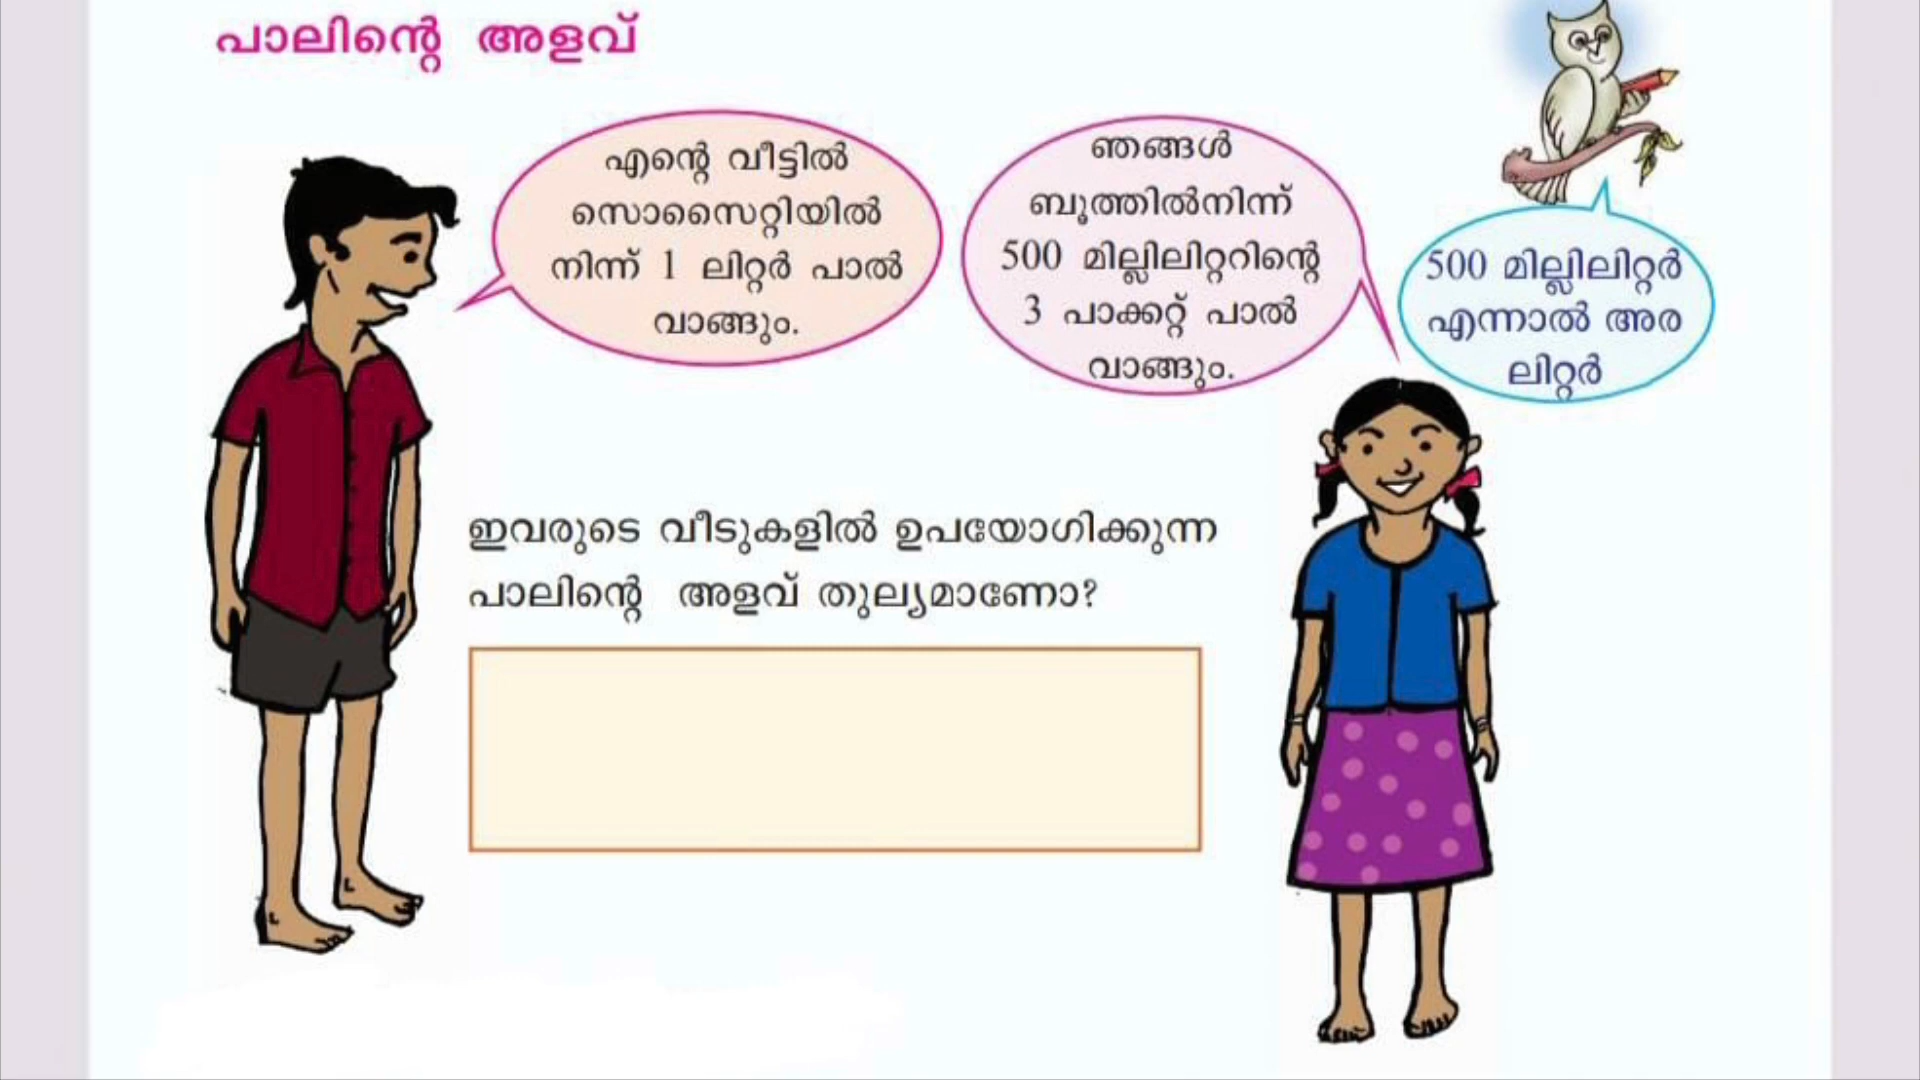 പാലിന്റെ അളവ്
എന്റെ വീട്ടിൽ
സൊസൈറ്റിയിൽ
നിന്ന് 1 ലിറ്റർ പാൽ
വാങ്ങും.
ഞങ്ങൾ
ബൂത്തിൽനിന്ന്
500 മില്ലിലിറ്ററിന്റെ
3 പാക്കറ്റ് പാൽ
വാങ്ങും.
500 മില്ലിലിറ്റർ
എന്നാൽ അര
ലിറ്റർ
ഇവരുടെ വീടുകളിൽ ഉപയോഗിക്കുന്ന
പാലിന്റെ അളവ് തുല്യമാണോ?